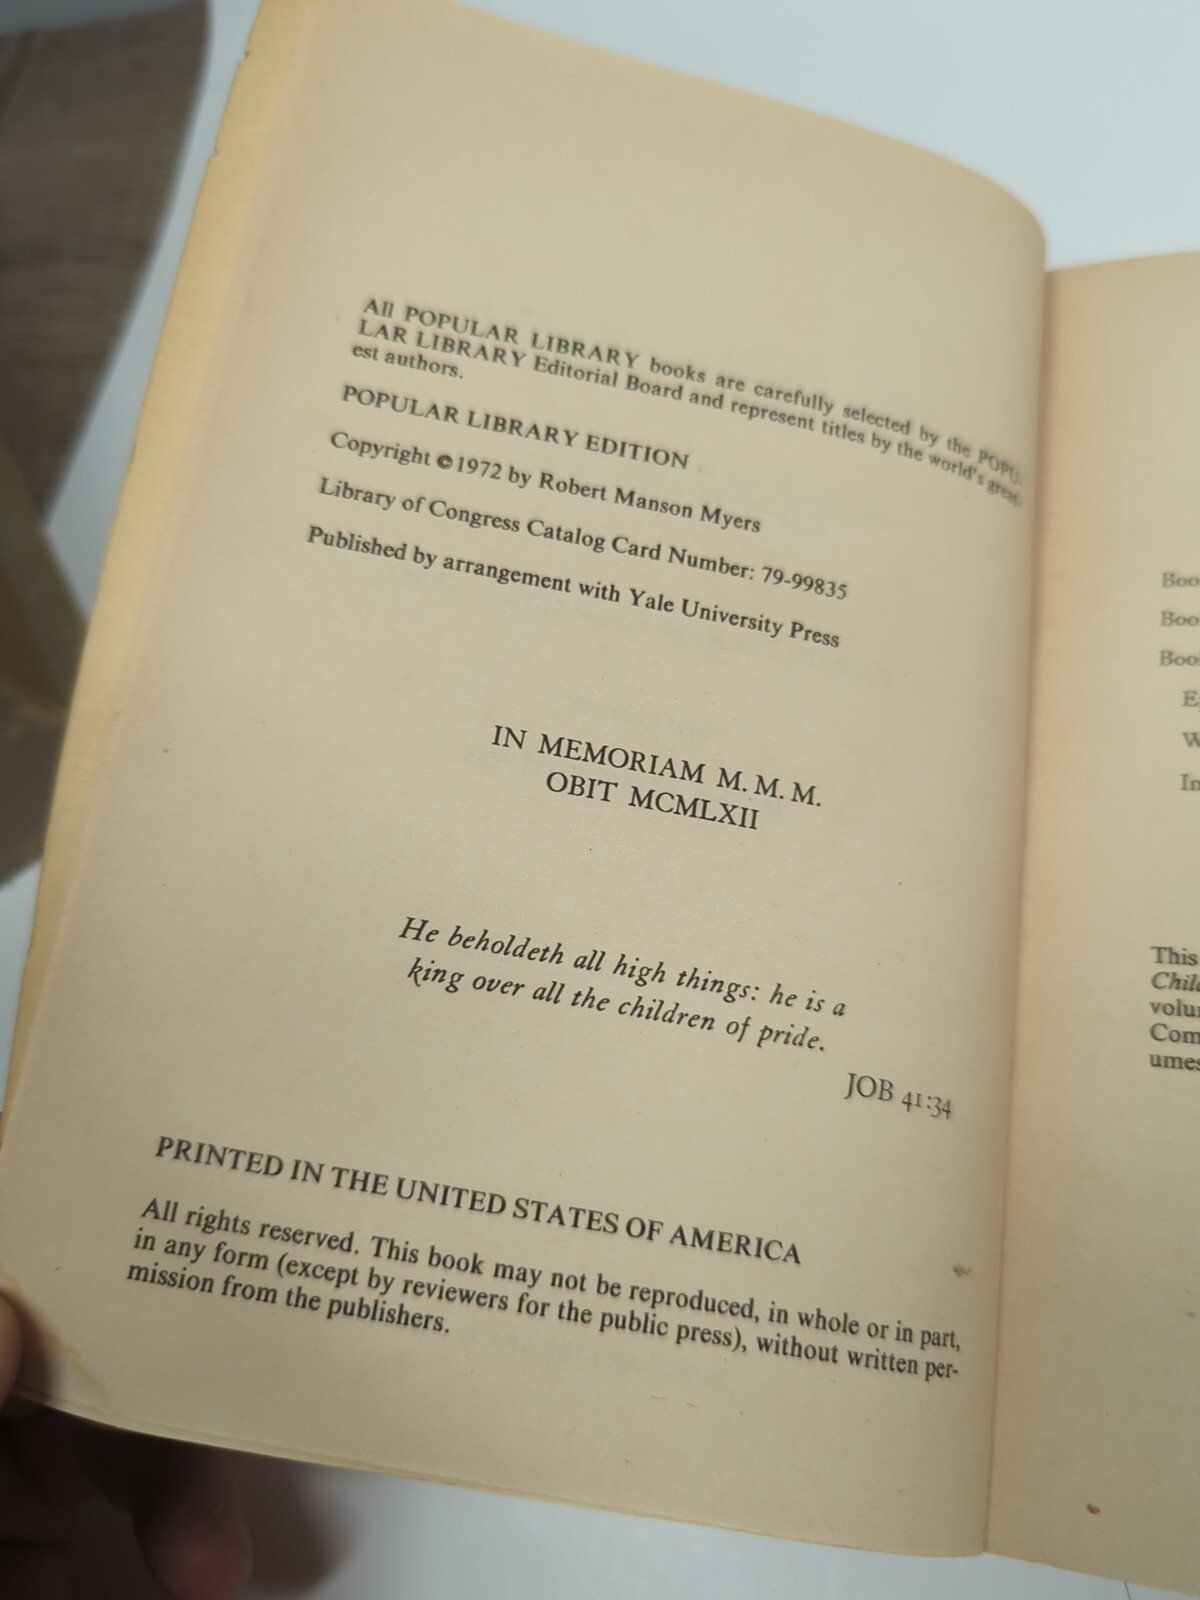 All POPULAR LIBRARY books are carefully selected by the POPU-
LAR LIBRARY Editorial Board and represent titles by the world's great-
est authors.
POPULAR LIBRARY EDITION
Copyright © 1972 by Robert Manson Myers
Library of Congress Catalog Card Number: 79-99835
Published by arrangement with Yale University Press
IN MEMORIAM M. M. M.
OBIT MCMLXII
He beholdeth all high things: he is a
king over all the children of pride.
JOB 41:34
PRINTED IN THE UNITED STATES OF AMERICA
All rights reserved. This book may not be reproduced, in whole or in part,
in any form (except by reviewers for the public press), without written per-
mission from the publishers.
This